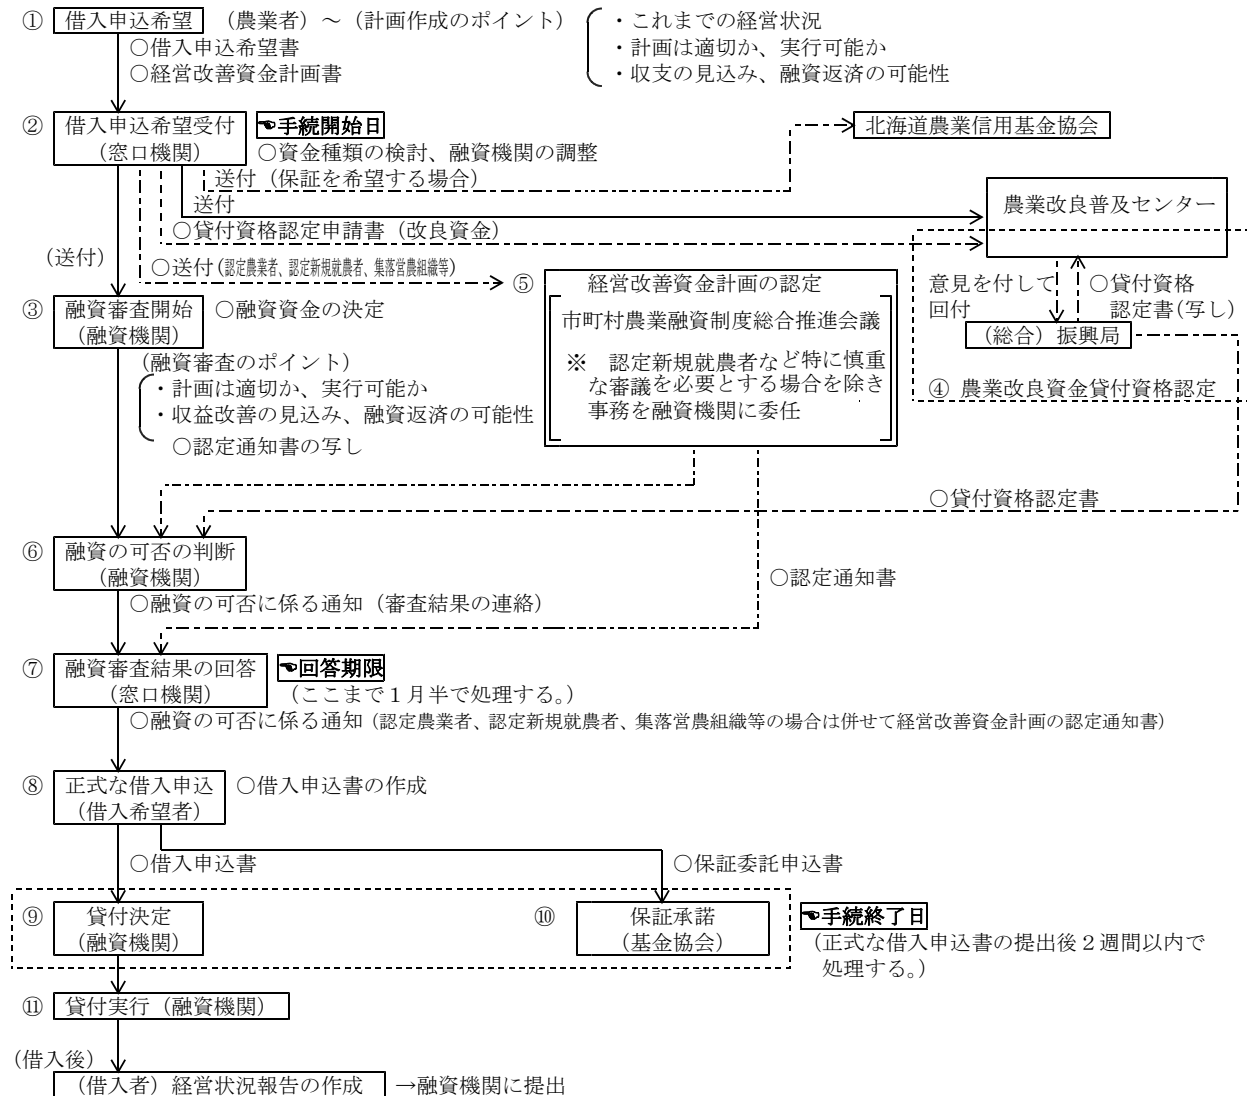 ① 借入申込希望 （農業者）～（計画作成のポイント）
・これまでの経営状況
・計画は適切か、実行可能か
・収支の見込み、融資返済の可能性
○借入申込希望書
○経営改善資金計画書
② 借入申込希望受付
（窓口機関）
☜手続開始日
○資金種類の検討、融資機関の調整
北海道農業信用基金協会
送付（保証を希望する場合）
送付
○貸付資格認定申請書（改良資金）
農業改良普及センター
（送付）
○送付（認定農業者、認定新規就農者、集落営農組織等）
意見を付して
回付
○貸付資格
認定書（写し）
（総合）振興局
④ 農業改良資金貸付資格認定
③ 融資審査開始
（融資機関）
○融資資金の決定
（融資審査のポイント）
・計画は適切か、実行可能か
・収益改善の見込み、融資返済の可能性
○認定通知書の写し
⑤ 経営改善資金計画の認定
市町村農業融資制度総合推進会議
※ 認定新規就農者など特に慎重
な審議を必要とする場合を除き
事務を融資機関に委任
○貸付資格認定書
⑥ 融資の可否の判断
（融資機関）
○認定通知書
○融資の可否に係る通知（審査結果の連絡）
⑦ 融資審査結果の回答
（窓口機関）
☜回答期限
（ここまで１月半で処理する。）
○融資の可否に係る通知（認定農業者、認定新規就農者、集落営農組織等の場合は併せて経営改善資金計画の認定通知書）
⑧ 正式な借入申込
（借入希望者）
○借入申込書の作成
○借入申込書
○保証委託申込書
⑨ 貸付決定
（融資機関）
⑩ 保証承諾
（基金協会）
☜手続終了日
（正式な借入申込書の提出後２週間以内で
処理する。）
⑪ 貸付実行（融資機関）
（借入後）
（借入者）経営状況報告の作成 →融資機関に提出